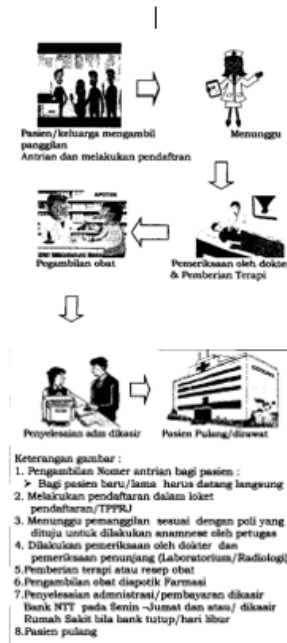 Pasien/keluarga mengambil
panggilan
Antrian dan melakukan pendaftran
Menunggu
APOTEK
Pegambilan obat
Pemeriksaan oleh dokter
& Pemberian Terapi
Penyelesaian adm dikasir
Pasien Pulang/dirawat
Keterangan gambar :
1. Pengambilan Nomer antrian bagi pasien :
➢ Bagi pasien baru/lama harus datang langsung
2. Melakukan pendaftaran dalam loket
pendaftaran/TPPRJ
3. Menunggu pemanggilan sesuai dengan poli yang
dituju untuk dilakukan anamnese oleh petugas
4. Dilakukan pemeriksaan oleh dokter dan
pemeriksaan penunjang (Laboratorium/Radiologi)
5.Pemberian terapi atau resep obat
6.Pengambilan obat diapotik Farmasi
7.Penyelesaian admnistrasi/pembayaran dikasir
Bank NTT pada Senin -Jumat dan atau/ dikasir
Rumah Sakit bila bank tutup/hari libur
8.Pasien pulang